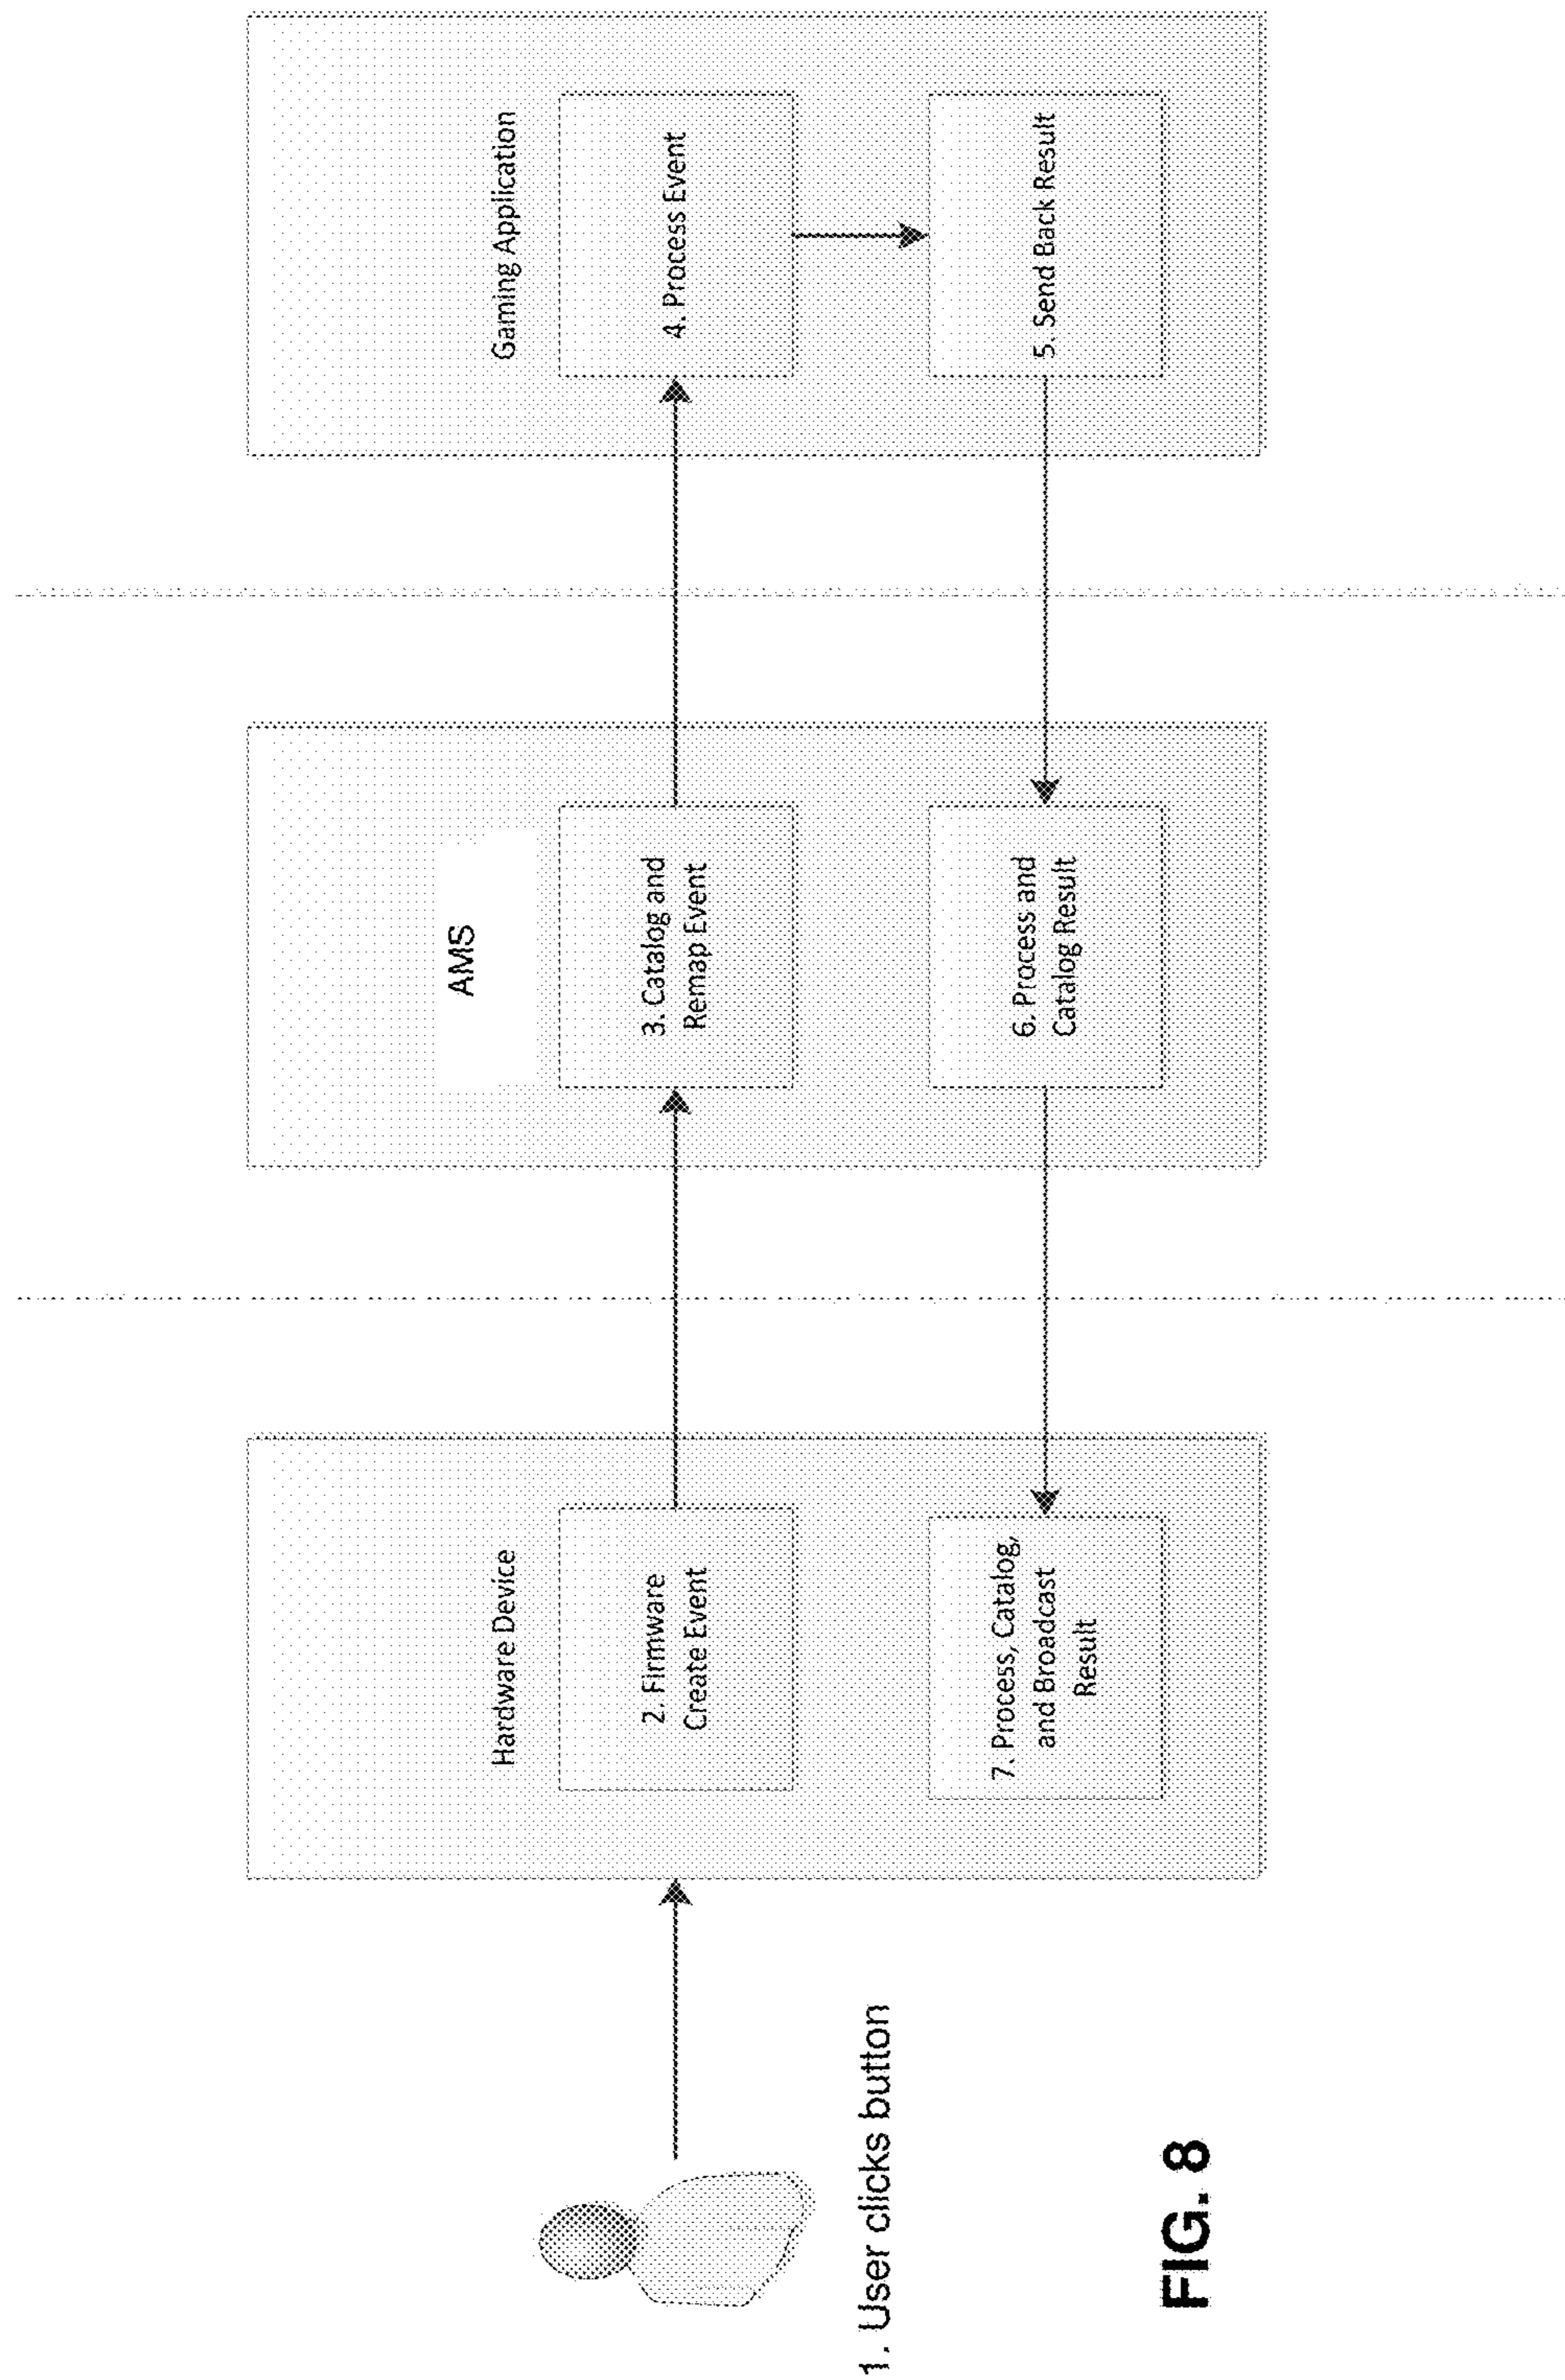 1. User clicks button
Hardware Device
2. Firmware
Create Event
7. Process, Catalog,
and Broadcast
Result
AMS
3. Catalog and
Remap Event
6. Process and
Catalog Result
Gaming Application
4. Process Event
5. Send Back Result
FIG. 8